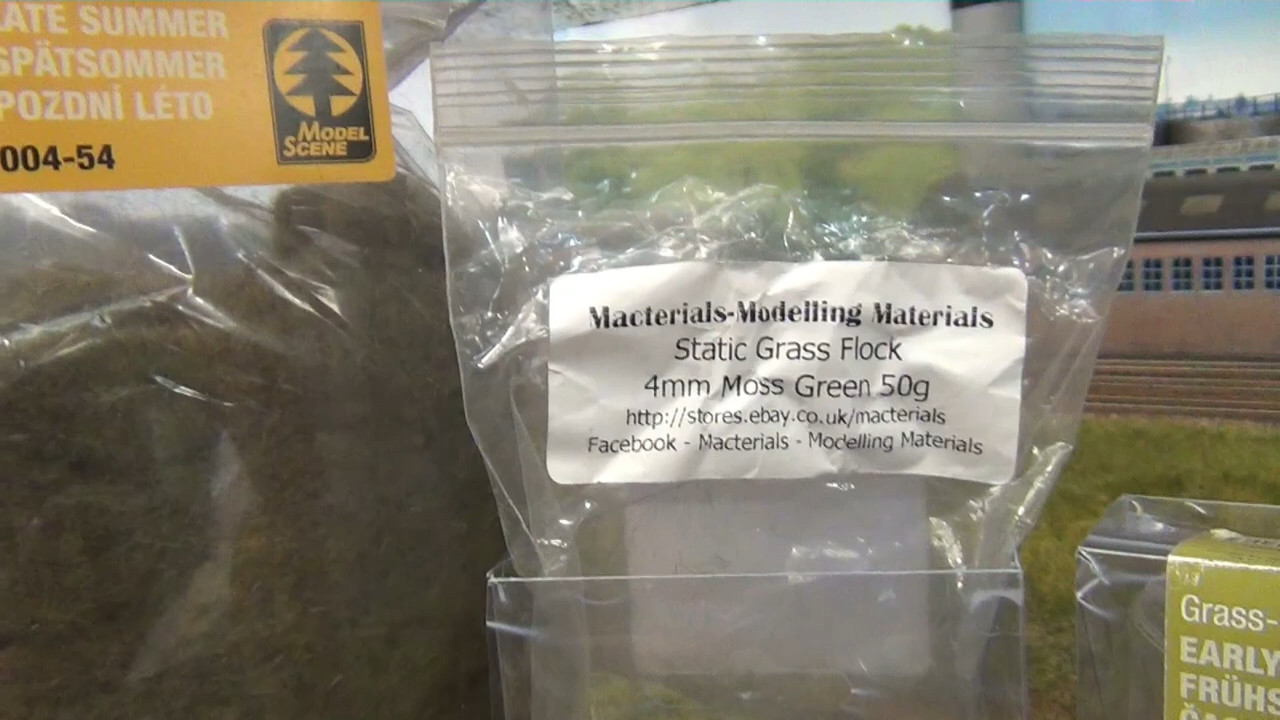 ATE SUMMER
SPÄTSOMMER
POZDNÍ LÉTO
004-54
MODEL
SCENE
Macterials-Modelling Materials
Static Grass Flock
4mm Moss Green 50g
http://stores.ebay.co.uk/macterials
Facebook - Macterials - Modelling Materials
Grass-
EARLY
FRÜHS